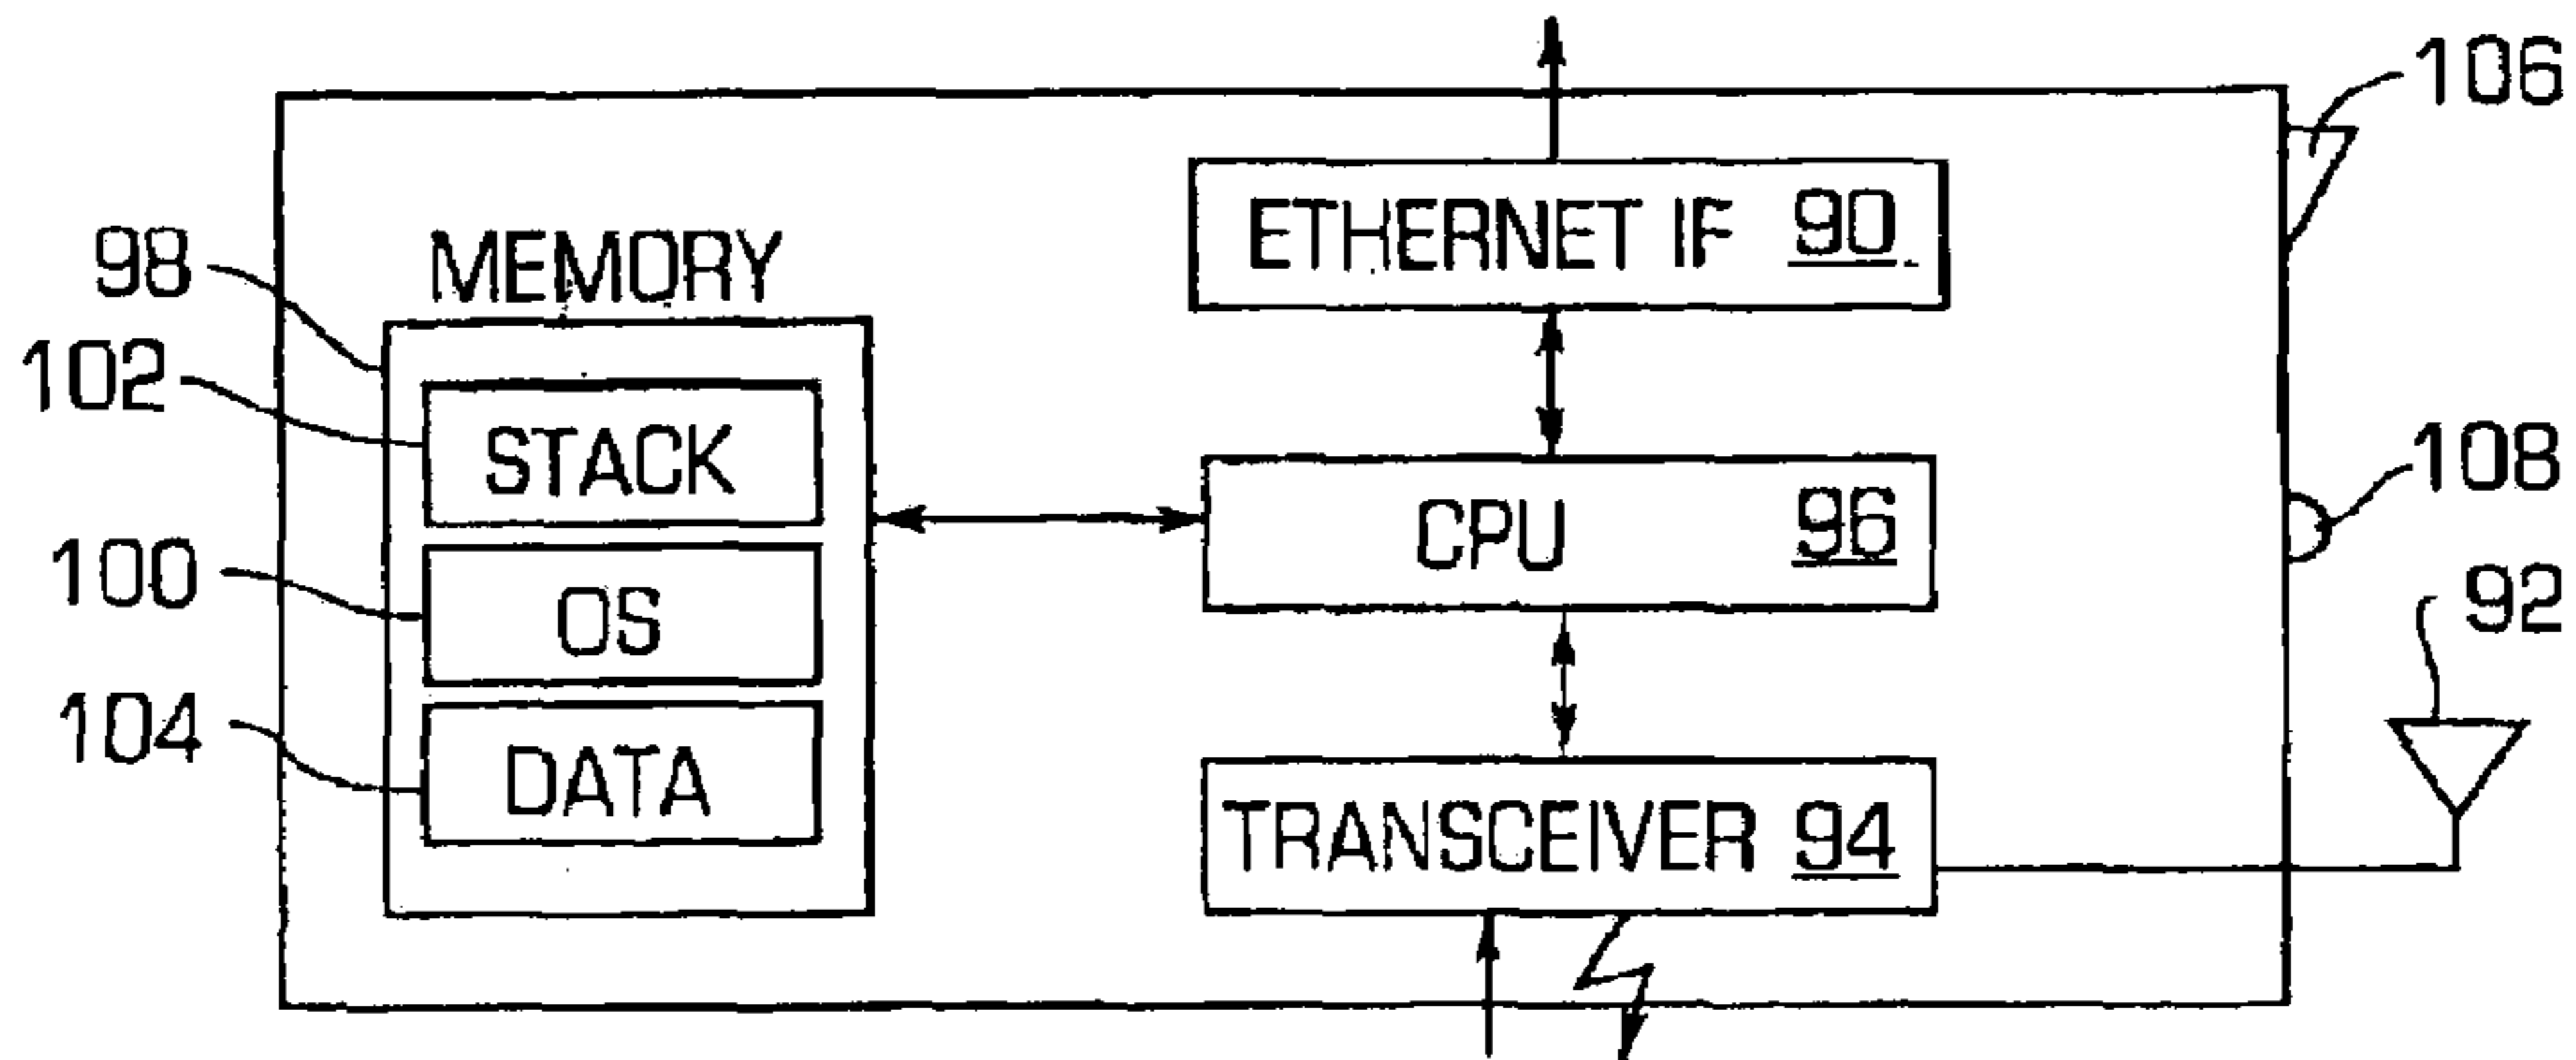 106
ETHERNET IF 90
98
MEMORY
102
STACK
108
CPU 96
100
OS
92
104
DATA
TRANSCEIVER 94